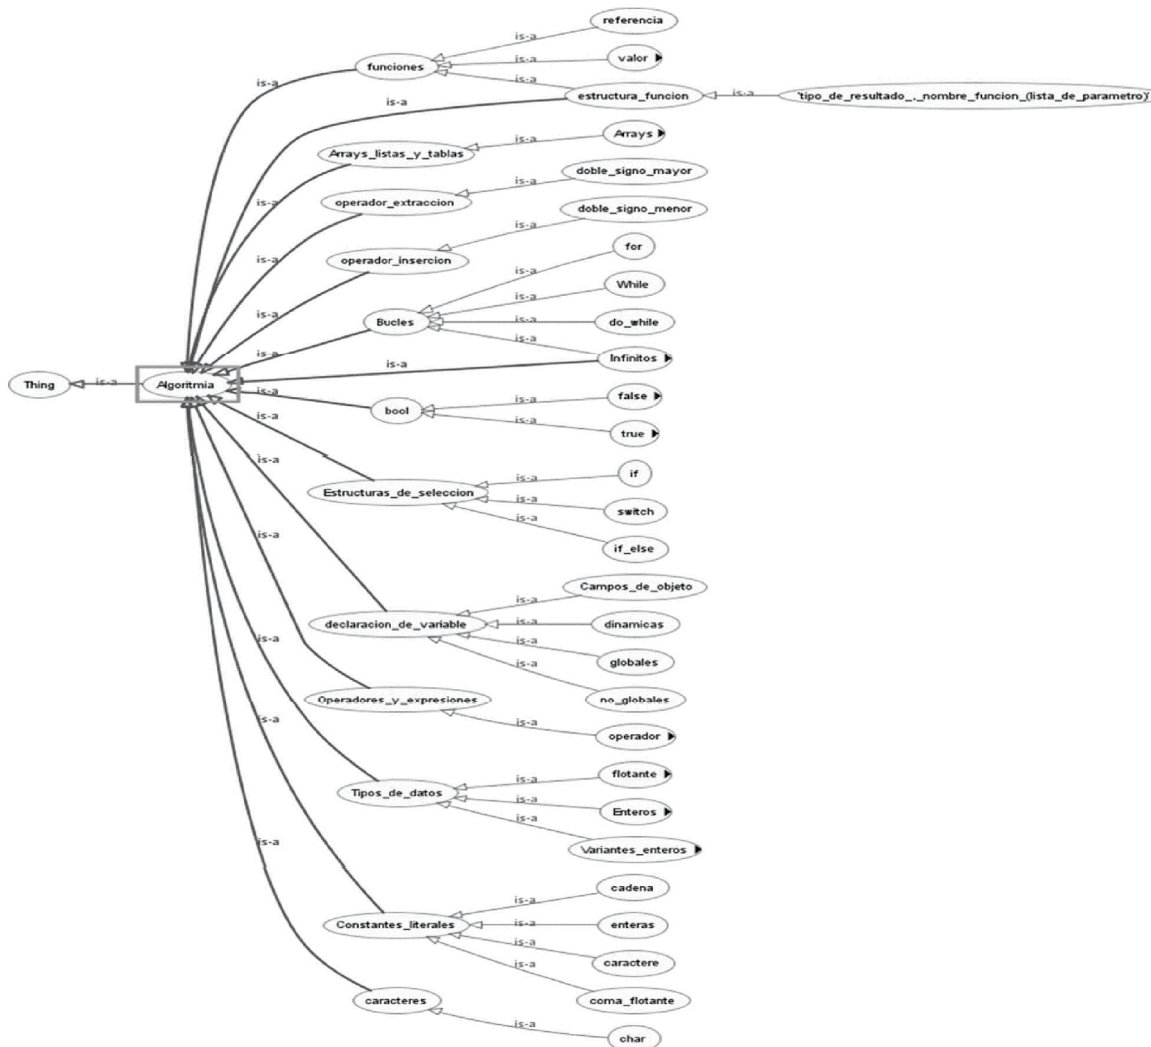 referencia
is-a
valor
is-a
funciones
is-a
is-a
is-a
estructura_funcion
is-a
"tipo_de_resultado_,_nombre_funcion_(lista_de_parametro)
Arrays
is-a
Arrays_listas_y_tablas
is-a
doble_signo_mayor
is-a
operador_extraccion
is-a
doble_signo_menor
is-a
operador_insercion
is-a
for
is-a
While
is-a
Bucles
do_while
is-a
is-a
is-a
Infinitos
is-a
is-a
Thing
is-a
Algoritmia
false
is-a
is-a
bool
is-a
true
is-a
if
is-a
Estructuras_de_seleccion
is-a
switch
is-a
is-a
if_else
Campos_de_objeto
is-a
declaracion_de_variable
is-a
dinamicas
is-a
globales
is-a
is-a
no_globales
is-a
Operadores_y_expresiones
is-a
operador
flotante
is-a
Tipos_de_datos
is-a
Enteros
is-a
is-a
Variantes_enteros
cadena
is-a
Constantes_literales
is-a
enteras
is-a
caractere
is-a
coma_flotante
caracteres
is-a
char